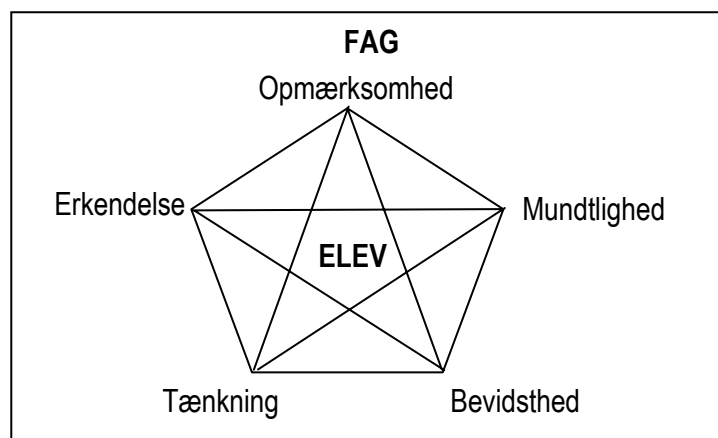 FAG
Opmærksomhed
Erkendelse
Mundtlighed
ELEV
Tænkning
Bevidsthed